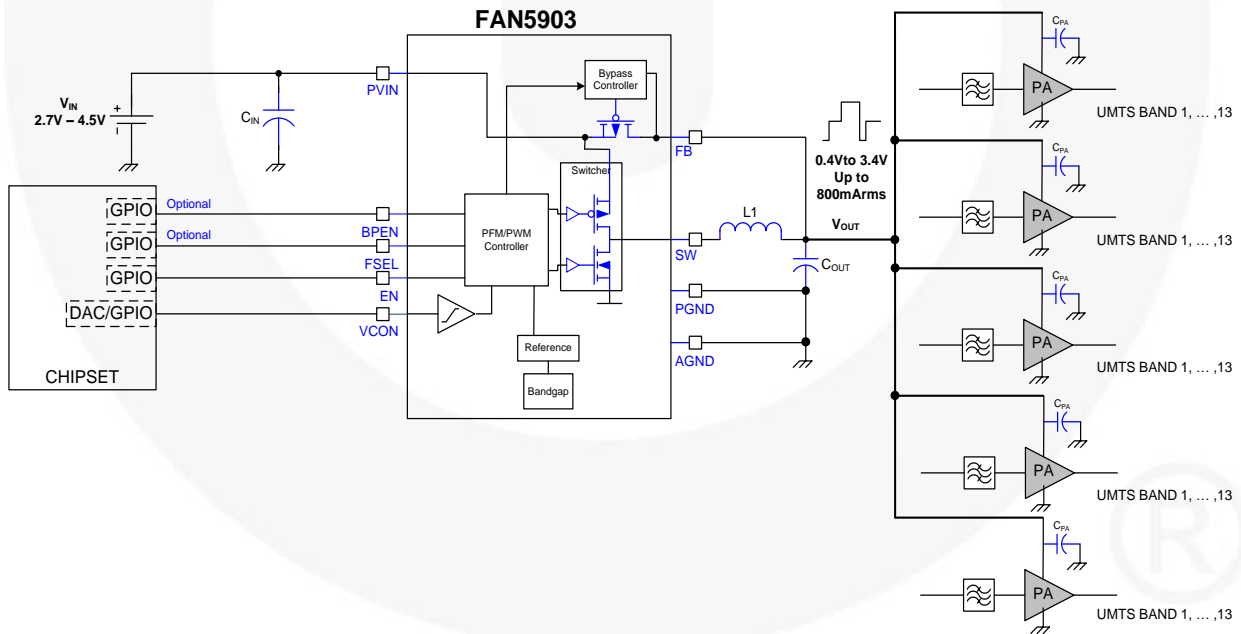 FAN5903
VIN
2.7V – 4.5V
+
CIN
PVIN
Bypass
Controller
FB
Switcher
PFM/PWM
Controller
SW
L1
COUT
PGND
AGND
Reference
Bandgap
GPIO
Optional
BPEN
GPIO
Optional
FSEL
GPIO
EN
DAC/GPIO
VCON
CHIPSET
0.4Vto 3.4V
Up to
800mArms
VOUT
CPA
PA
UMTS BAND 1, … ,13
CPA
PA
UMTS BAND 1, … ,13
CPA
PA
UMTS BAND 1, … ,13
CPA
PA
UMTS BAND 1, … ,13
CPA
PA
UMTS BAND 1, … ,13
®